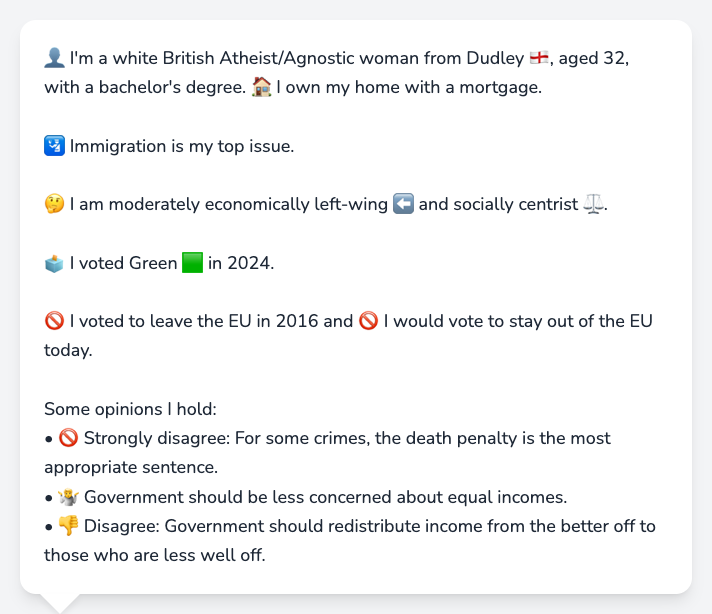 👤 I'm a white British Atheist/Agnostic woman from Dudley 🏴󠁧󠁢󠁥󠁮󠁧󠁿, aged 32,
with a bachelor's degree. 🏠 I own my home with a mortgage.
🛂 Immigration is my top issue.
🤔 I am moderately economically left-wing ⬅️ and socially centrist ⚖️.
🗳️ I voted Green 🟩 in 2024.
🚫 I voted to leave the EU in 2016 and 🚫 I would vote to stay out of the EU
today.
Some opinions I hold:
• 🚫 Strongly disagree: For some crimes, the death penalty is the most
appropriate sentence.
• 🤷 Government should be less concerned about equal incomes.
• 👎 Disagree: Government should redistribute income from the better off to
those who are less well off.